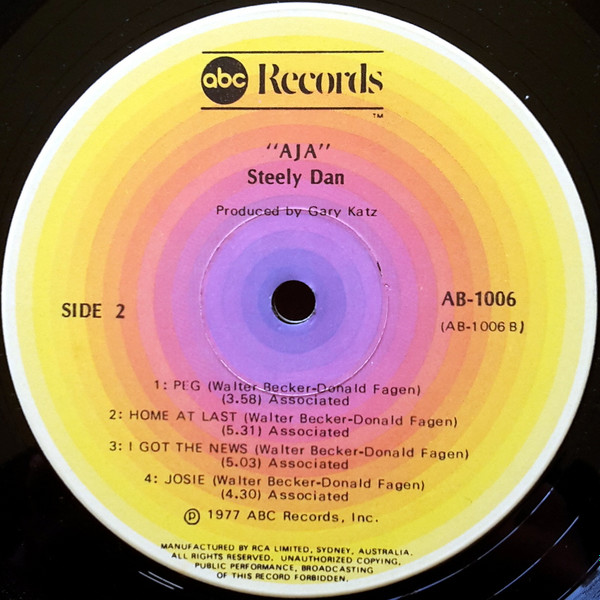 abc Records
TM
"AJA"
Steely Dan
Produced by Gary Katz
SIDE 2
AB-1006
(AB-1006 B)
1: PEG (Walter Becker-Donald Fagen)
(3.58) Associated
2: HOME AT LAST (Walter Becker-Donald Fagen)
(5.31) Associated
3: I GOT THE NEWS (Walter Becker-Donald Fagen)
(5.03) Associated
4: JOSIE (Walter Becker-Donald Fagen)
(4.30) Associated
℗ 1977 ABC Records, Inc.
MANUFACTURED BY RCA LIMITED, SYDNEY, AUSTRALIA.
ALL RIGHTS RESERVED. UNAUTHORIZED COPYING,
PUBLIC PERFORMANCE, BROADCASTING
OF THIS RECORD FORBIDDEN.